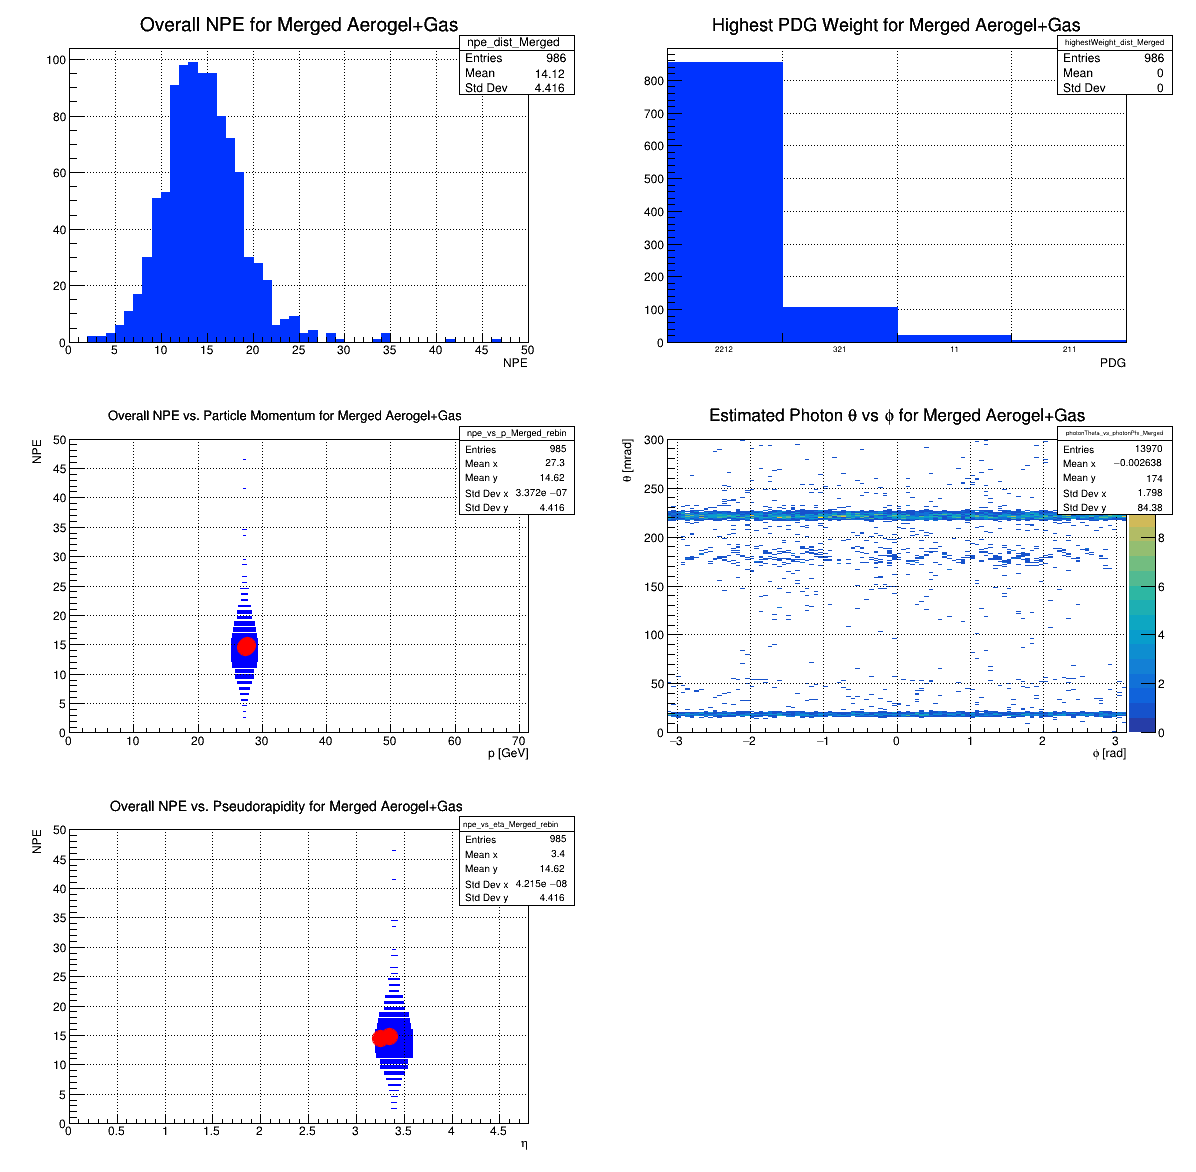 Overall NPE for Merged Aerogel+Gas
npe_dist_Merged
Entries 986
Mean 14.12
Std Dev 4.416
100
80
60
40
20
0
0 5 10 15 20 25 30 35 40 45 50
NPE
Highest PDG Weight for Merged Aerogel+Gas
highestWeight_dist_Merged
Entries 986
Mean 0
Std Dev 0
800
700
600
500
400
300
200
100
0
2212 321 11 211
PDG
Overall NPE vs. Particle Momentum for Merged Aerogel+Gas
npe_vs_p_Merged_rebin
Entries 985
Mean x 27.3
Mean y 14.62
Std Dev x 3.372e −07
Std Dev y 4.416
NPE
50
45
40
35
30
25
20
15
10
5
0
0 10 20 30 40 50 60 70
p [GeV]
Estimated Photon θ vs ϕ for Merged Aerogel+Gas
photonTheta_vs_photonPhi_Merged
Entries 13970
Mean x −0.002638
Mean y 174
Std Dev x 1.798
Std Dev y 84.38
θ [mrad]
300
250
200
150
100
50
0
−3 −2 −1 0 1 2 3
ϕ [rad]
8
6
4
2
0
Overall NPE vs. Pseudorapidity for Merged Aerogel+Gas
npe_vs_eta_Merged_rebin
Entries 985
Mean x 3.4
Mean y 14.62
Std Dev x 4.215e −08
Std Dev y 4.416
NPE
50
45
40
35
30
25
20
15
10
5
0
0 0.5 1 1.5 2 2.5 3 3.5 4 4.5
η